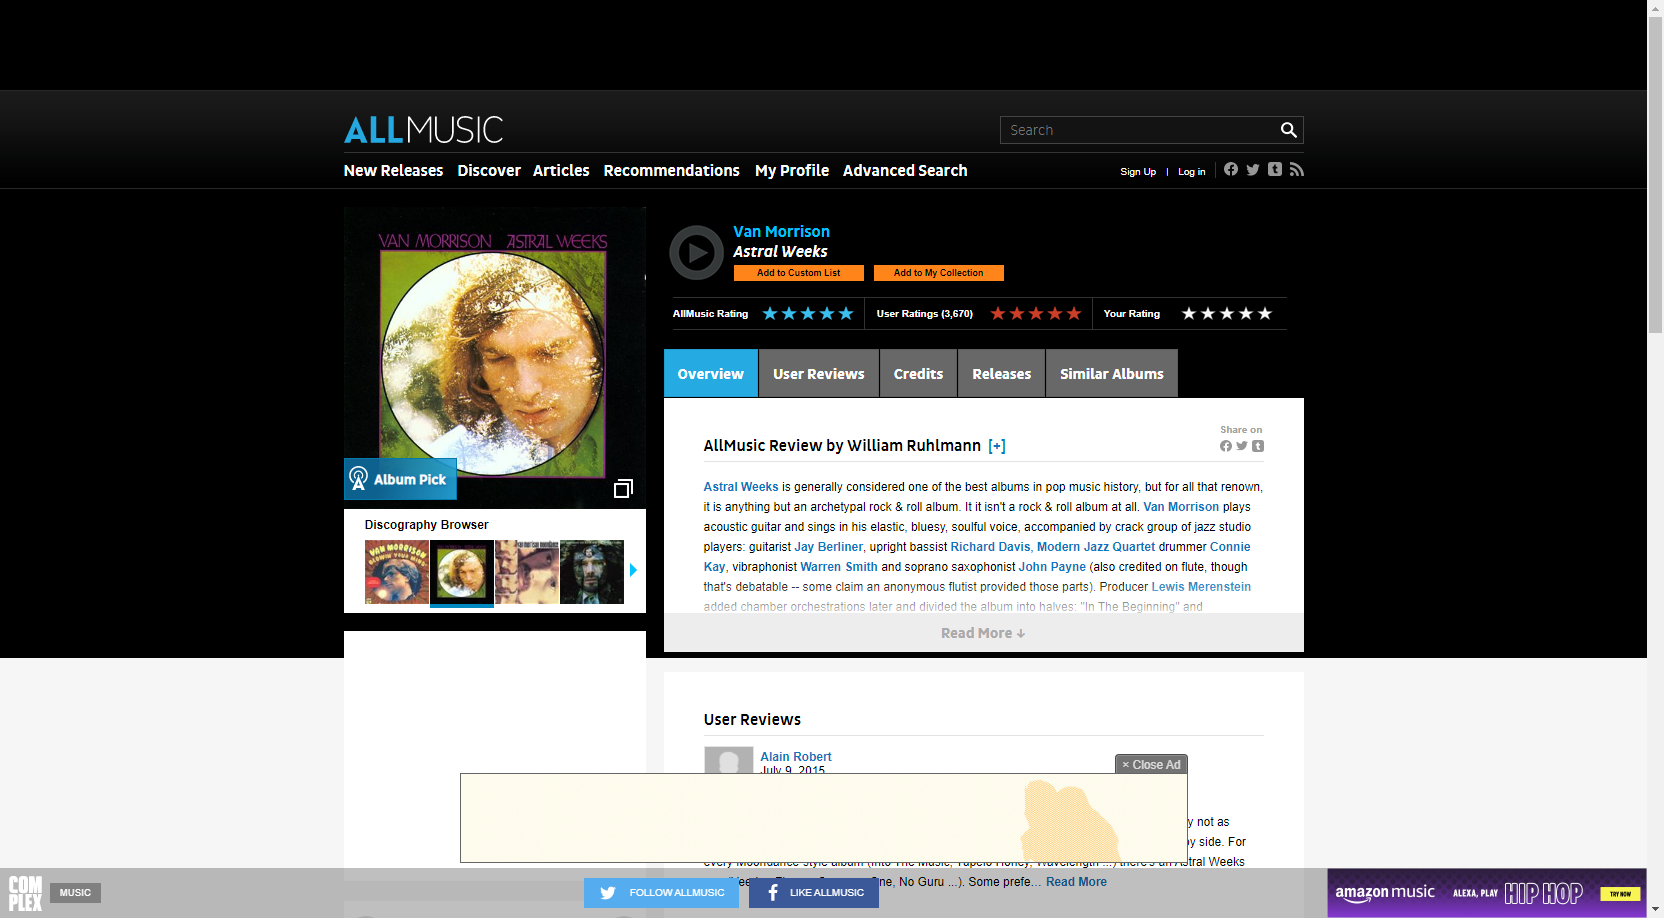 ALLMUSIC
Search
New Releases Discover Articles Recommendations My Profile Advanced Search
Sign Up | Log in
VAN MORRISON ASTRAL WEEKS
Album Pick
Discography Browser
Van Morrison
Astral Weeks
Add to Custom List Add to My Collection
AllMusic Rating User Ratings (3,670) Your Rating
Overview User Reviews Credits Releases Similar Albums
Share on
AllMusic Review by William Ruhlmann [+]
Astral Weeks is generally considered one of the best albums in pop music history, but for all that renown,
it is anything but an archetypal rock & roll album. It it isn't a rock & roll album at all. Van Morrison plays
acoustic guitar and sings in his elastic, bluesy, soulful voice, accompanied by crack group of jazz studio
players: guitarist Jay Berliner, upright bassist Richard Davis, Modern Jazz Quartet drummer Connie
Kay, vibraphonist Warren Smith and soprano saxophonist John Payne (also credited on flute, though
that's debatable -- some claim an anonymous flutist provided those parts). Producer Lewis Merenstein
added chamber orchestrations later and divided the album into halves: "In The Beginning" and
Read More ↓
User Reviews
Alain Robert
July 9, 2015
× Close Ad
y not as
by side. For
every Moondance style album (Into The Music, Tupelo Honey, Wavelength ...) there's an Astral Weeks
One, No Guru ...). Some prefe... Read More
COMPLEX
MUSIC
FOLLOW ALLMUSIC
LIKE ALLMUSIC
amazon music ALEXA, PLAY HIP HOP TRY NOW